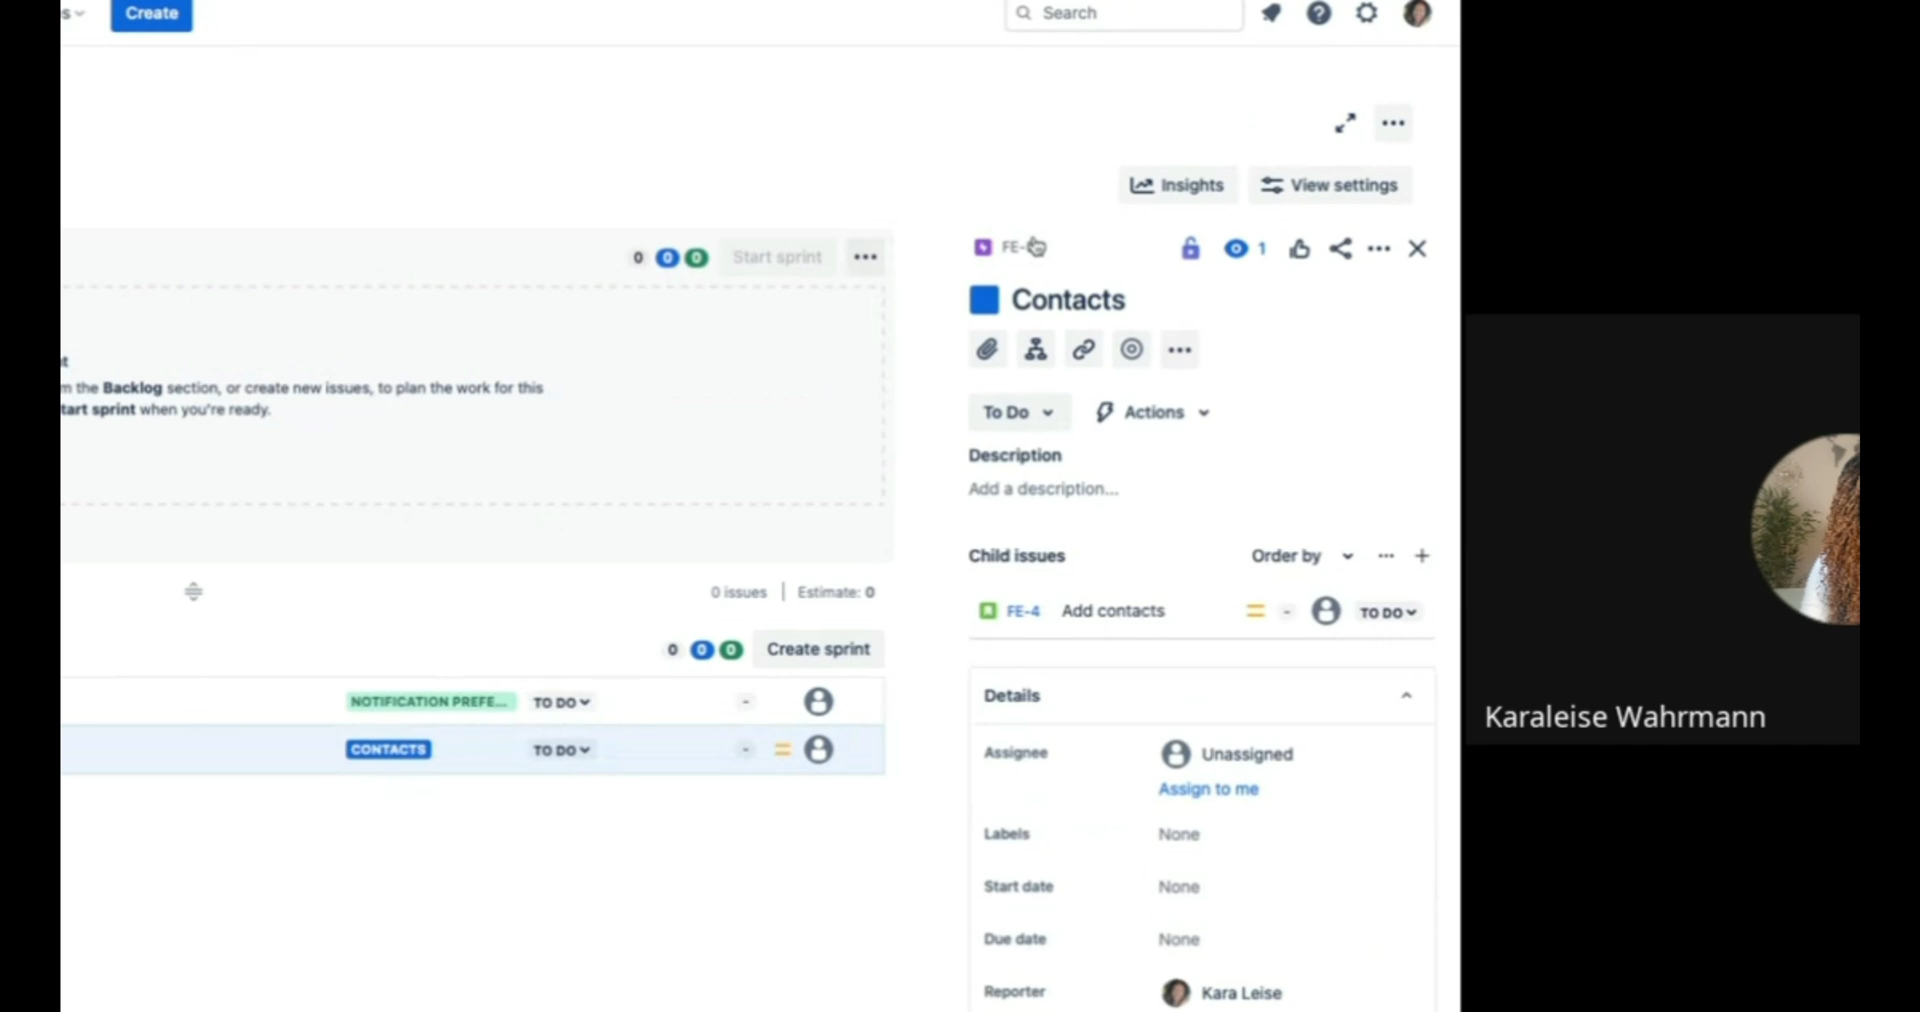 Create
Search
Insights
View settings
0 0 0 Start sprint
FE-
1
Contacts
m the Backlog section, or create new issues, to plan the work for this
tart sprint when you're ready.
To Do
Actions
Description
Add a description...
Child issues
Order by
FE-4 Add contacts - TO DO
0 issues | Estimate: 0
0 0 0 Create sprint
NOTIFICATION PREFE... TO DO -
CONTACTS TO DO -
Details
Assignee Unassigned
Assign to me
Labels None
Start date None
Due date None
Reporter Kara Leise
Karaleise Wahrmann